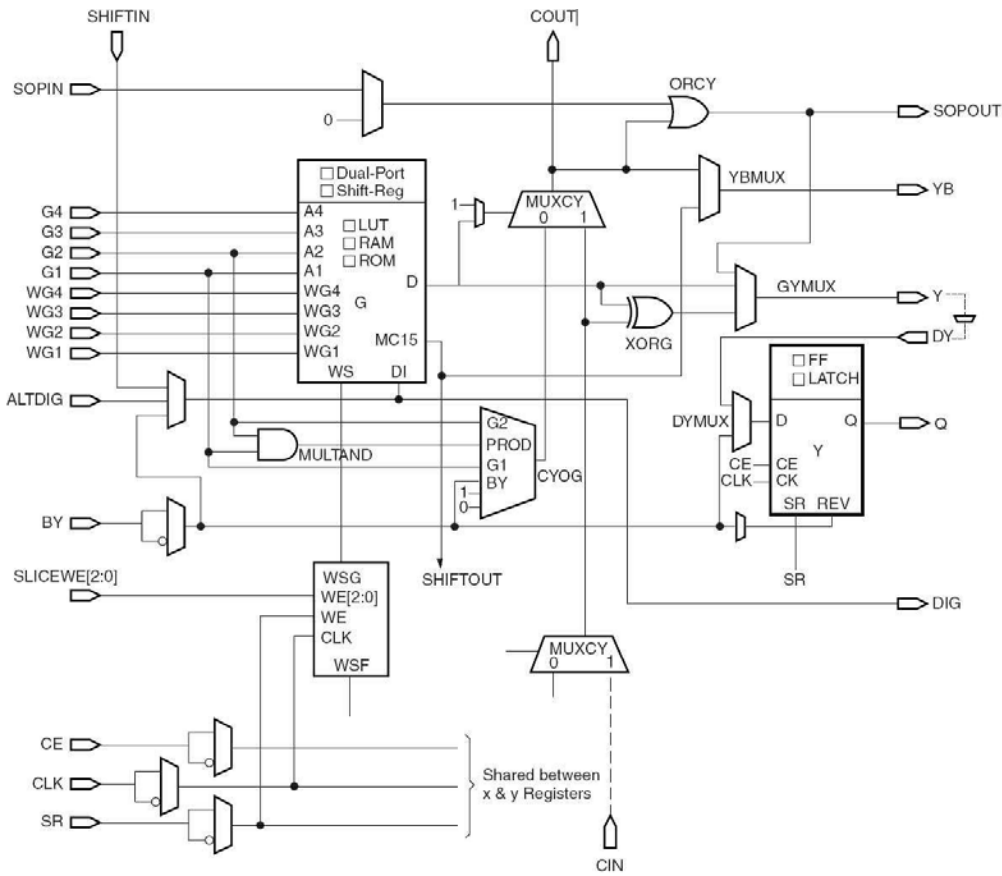 SHIFTIN
COUT
SOPIN
ORCY
SOPOUT
0
Dual-Port
Shift-Reg
YBMUX
YB
G4
A4
1
MUXCY
0 1
G3
A3
LUT
G2
A2
RAM
G1
A1
ROM
D
WG4
WG4
G
GYMUX
Y
WG3
WG3
WG2
WG2
MC15
XORG
DY
WG1
WG1
WS
DI
FF
LATCH
ALTDIG
G2
DYMUX
D
Q
Q
MULTAND
PROD
G1
CYOG
Y
BY
CE
CE
1
CLK
CK
0
BY
SR REV
SLICEWE[2:0]
WSG
SHIFTOUT
SR
WE[2:0]
DIG
WE
CLK
MUXCY
0 1
WSF
CE
CLK
Shared between
x & y Registers
SR
CIN